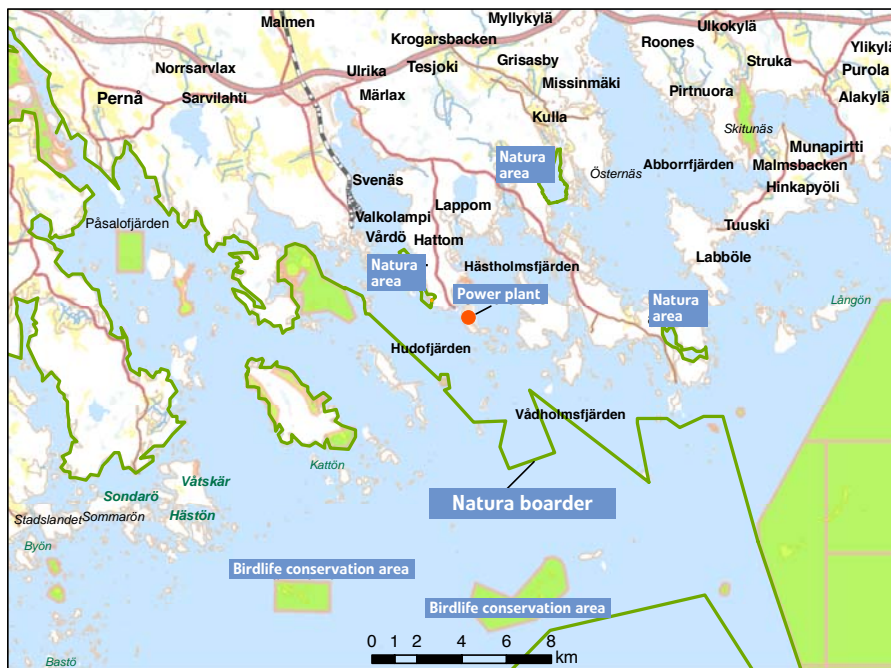 Malmen
Myllykylä
Krogarsbacken
Ulkokylä
Roones
Ylikylä
Norrsarvlax
Ulrika
Tesjoki
Grisasby
Struka
Purola
Missinmäki
Pernå
Sarvilahti
Märlax
Pirtnuora
Alakylä
Kulla
Skitunäs
Munapirtti
Natura
area
Östernäs
Abborrfjärden
Malmsbacken
Svenäs
Hinkapyöli
Lappom
Påsalofjärden
Valkolampi
Tuuski
Vårdö
Hattom
Labböle
Natura
area
Hästholmsfjärden
Power plant
Natura
area
Långön
Hudofjärden
Vådholmsfjärden
Kattön
Natura boarder
Våtskär
Sondarö
Stadslandet
Sommarön
Hästön
Byön
Birdlife conservation area
Birdlife conservation area
0 1 2 4 6 8
km
Bastö